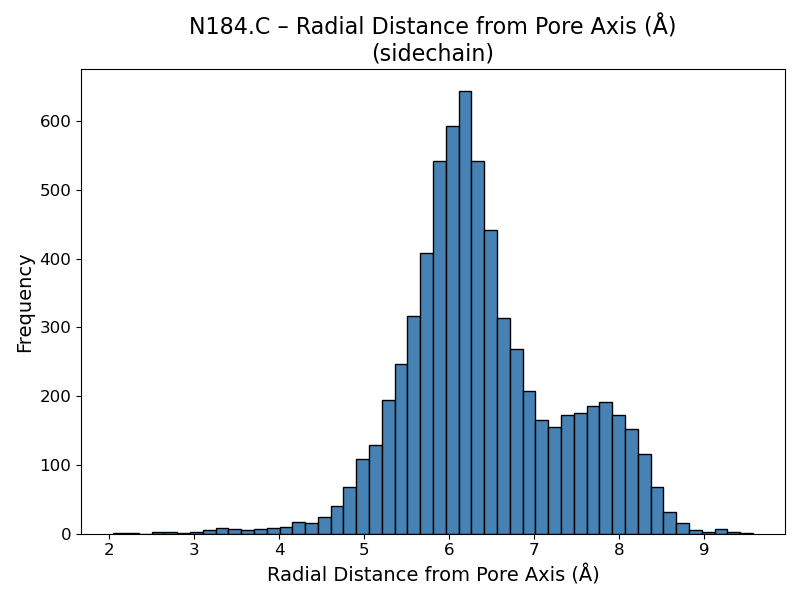 N184.C – Radial Distance from Pore Axis (Å)
(sidechain)
Frequency
600
500
400
300
200
100
0
2 3 4 5 6 7 8 9
Radial Distance from Pore Axis (Å)